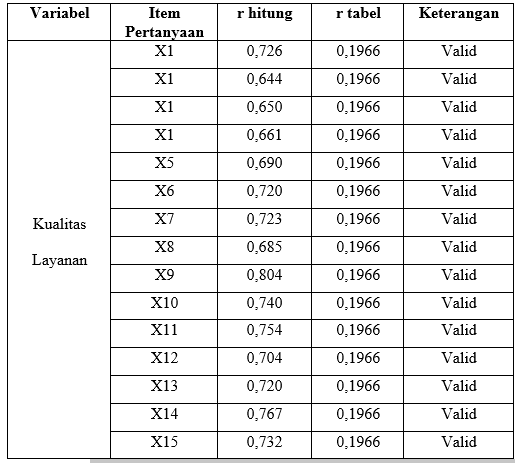 Variabel Item Pertanyaan r hitung r tabel Keterangan
Kualitas Layanan
X1 0,726 0,1966 Valid
X1 0,644 0,1966 Valid
X1 0,650 0,1966 Valid
X1 0,661 0,1966 Valid
X5 0,690 0,1966 Valid
X6 0,720 0,1966 Valid
X7 0,723 0,1966 Valid
X8 0,685 0,1966 Valid
X9 0,804 0,1966 Valid
X10 0,740 0,1966 Valid
X11 0,754 0,1966 Valid
X12 0,704 0,1966 Valid
X13 0,720 0,1966 Valid
X14 0,767 0,1966 Valid
X15 0,732 0,1966 Valid